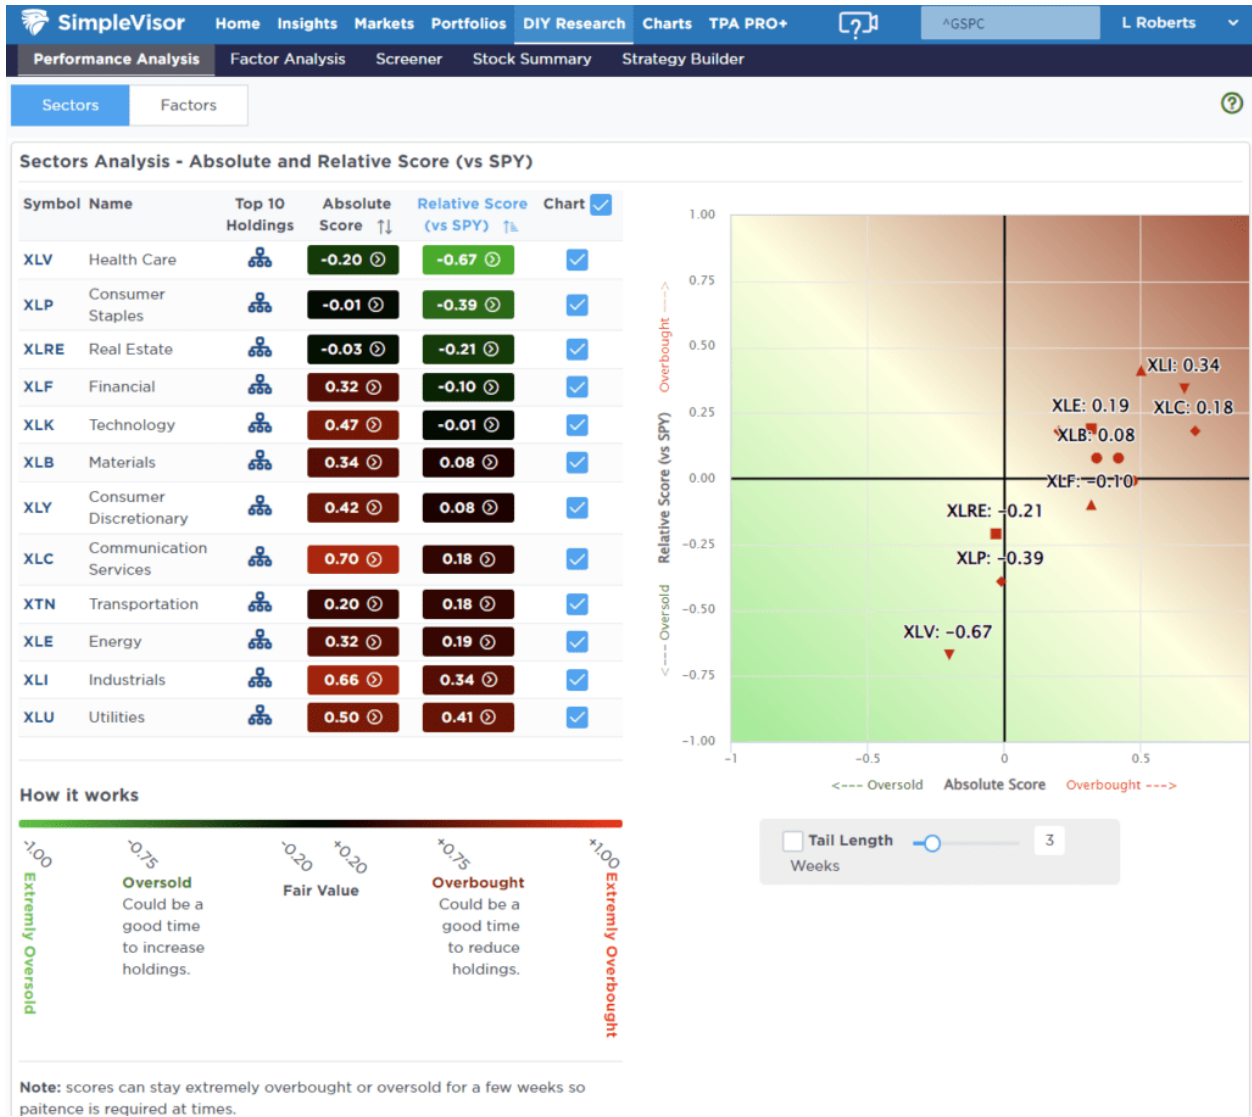 SimpleVisor Home Insights Markets Portfolios DIY Research Charts TPA PRO+ ? ^GSPC L Roberts
Performance Analysis Factor Analysis Screener Stock Summary Strategy Builder
Sectors Factors ?
Sectors Analysis - Absolute and Relative Score (vs SPY)
Symbol Name Top 10 Holdings Absolute Score Relative Score (vs SPY) Chart
XLV Health Care -0.20 -0.67
XLP Consumer Staples -0.01 -0.39
XLRE Real Estate -0.03 -0.21
XLF Financial 0.32 -0.10
XLK Technology 0.47 -0.01
XLB Materials 0.34 0.08
XLY Consumer Discretionary 0.42 0.08
XLC Communication Services 0.70 0.18
XTN Transportation 0.20 0.18
XLE Energy 0.32 0.19
XLI Industrials 0.66 0.34
XLU Utilities 0.50 0.41
How it works
-1.00 -0.75 -0.20 +0.20 +0.75 +1.00
Extremly Oversold
Oversold
Could be a
good time
to increase
holdings.
Fair Value
Overbought
Could be a
good time
to reduce
holdings.
Extremly Overbought
Note: scores can stay extremely overbought or oversold for a few weeks so
paitence is required at times.
1.00
0.75
0.50
0.25
0.00
−0.25
−0.50
−0.75
−1.00
<--- Oversold Relative Score (vs SPY) Overbought --->
XLI: 0.34
XLE: 0.19 XLC: 0.18
XLB: 0.08
XLF: −0.10
XLRE: −0.21
XLP: −0.39
XLV: −0.67
−1 −0.5 0 0.5
<--- Oversold Absolute Score Overbought --->
Tail Length 3
Weeks